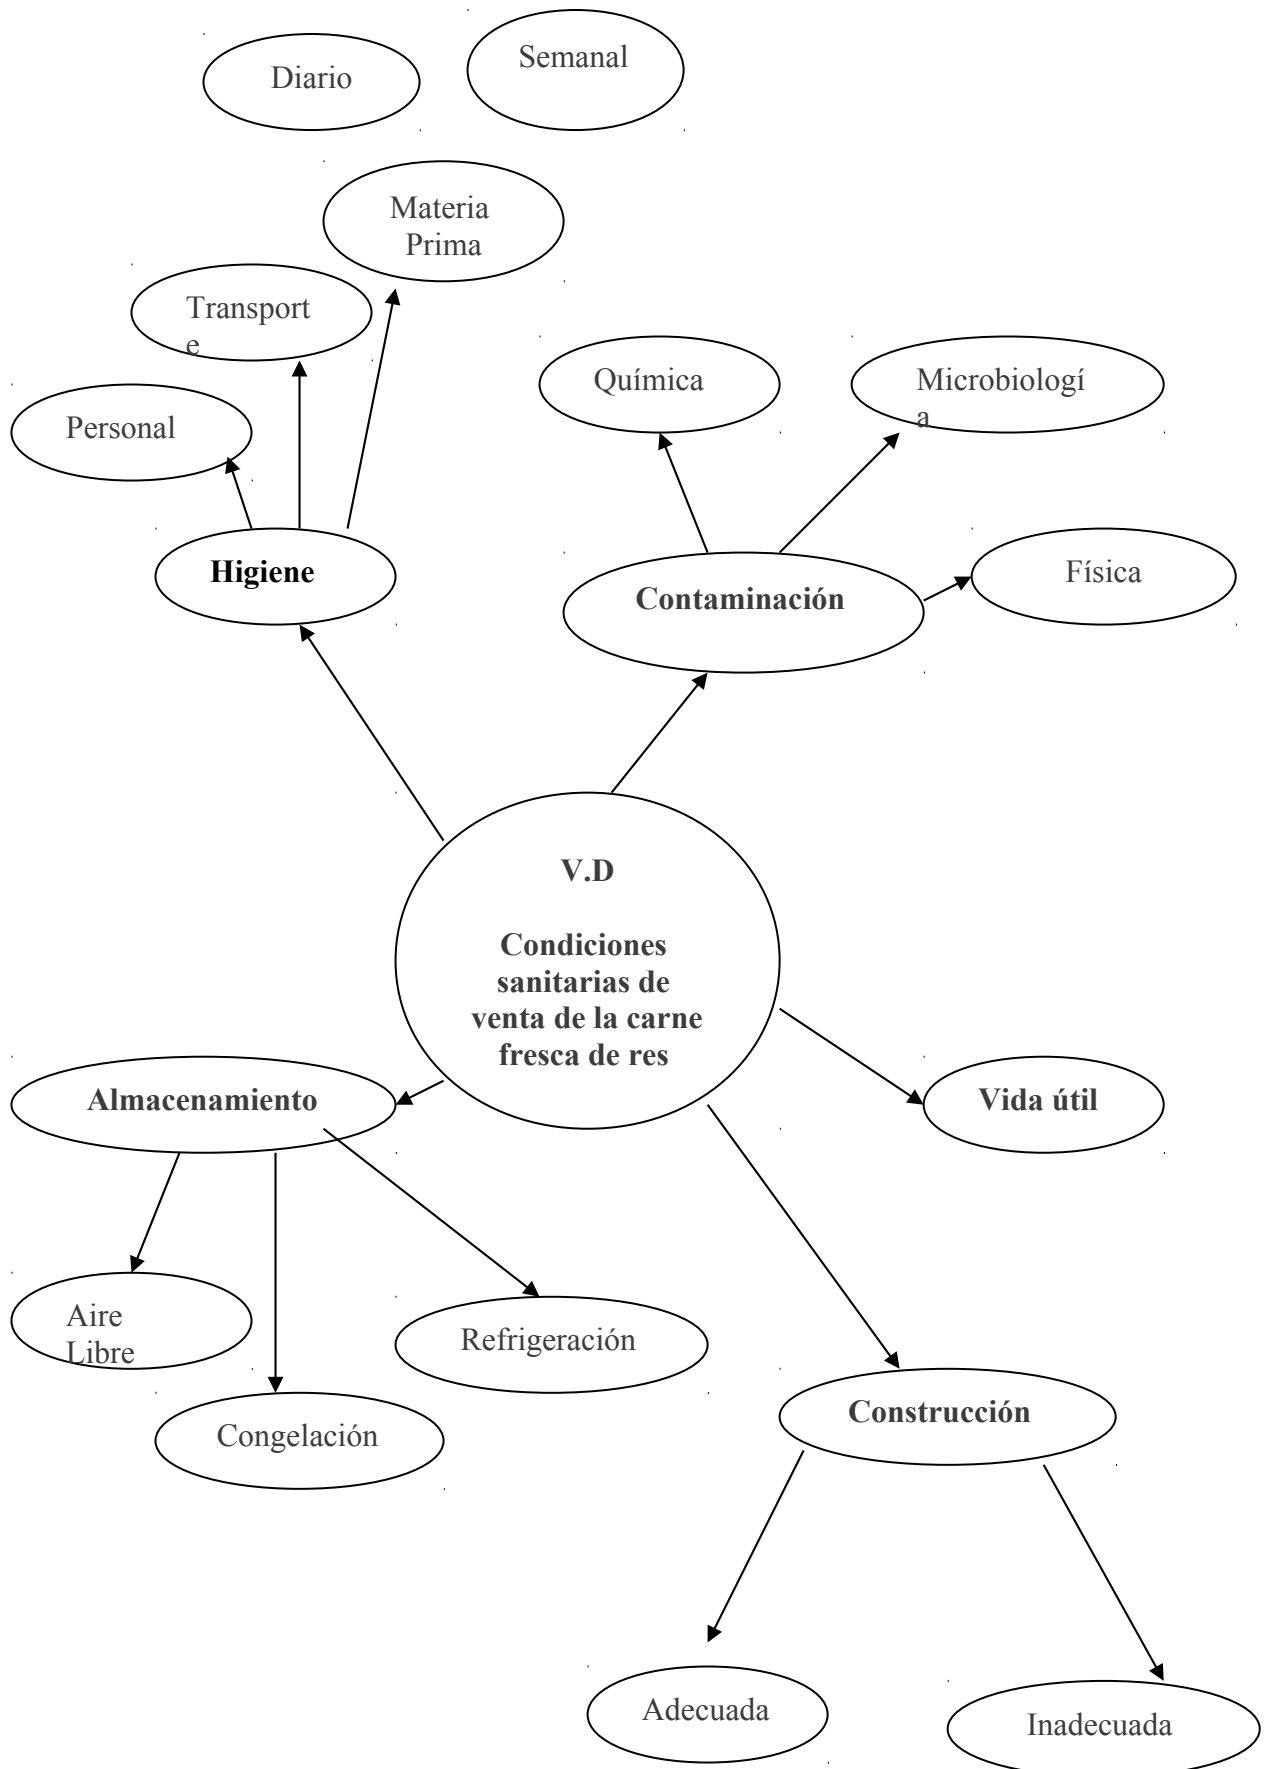 Semanal
Diario
Materia
Prima
Transport
e
Química
Microbiologí
a
Personal
Higiene
Física
Contaminación
V.D
Condiciones
sanitarias de
venta de la carne
fresca de res
Almacenamiento
Vida útil
Aire
Libre
Refrigeración
Congelación
Construcción
Adecuada
Inadecuada